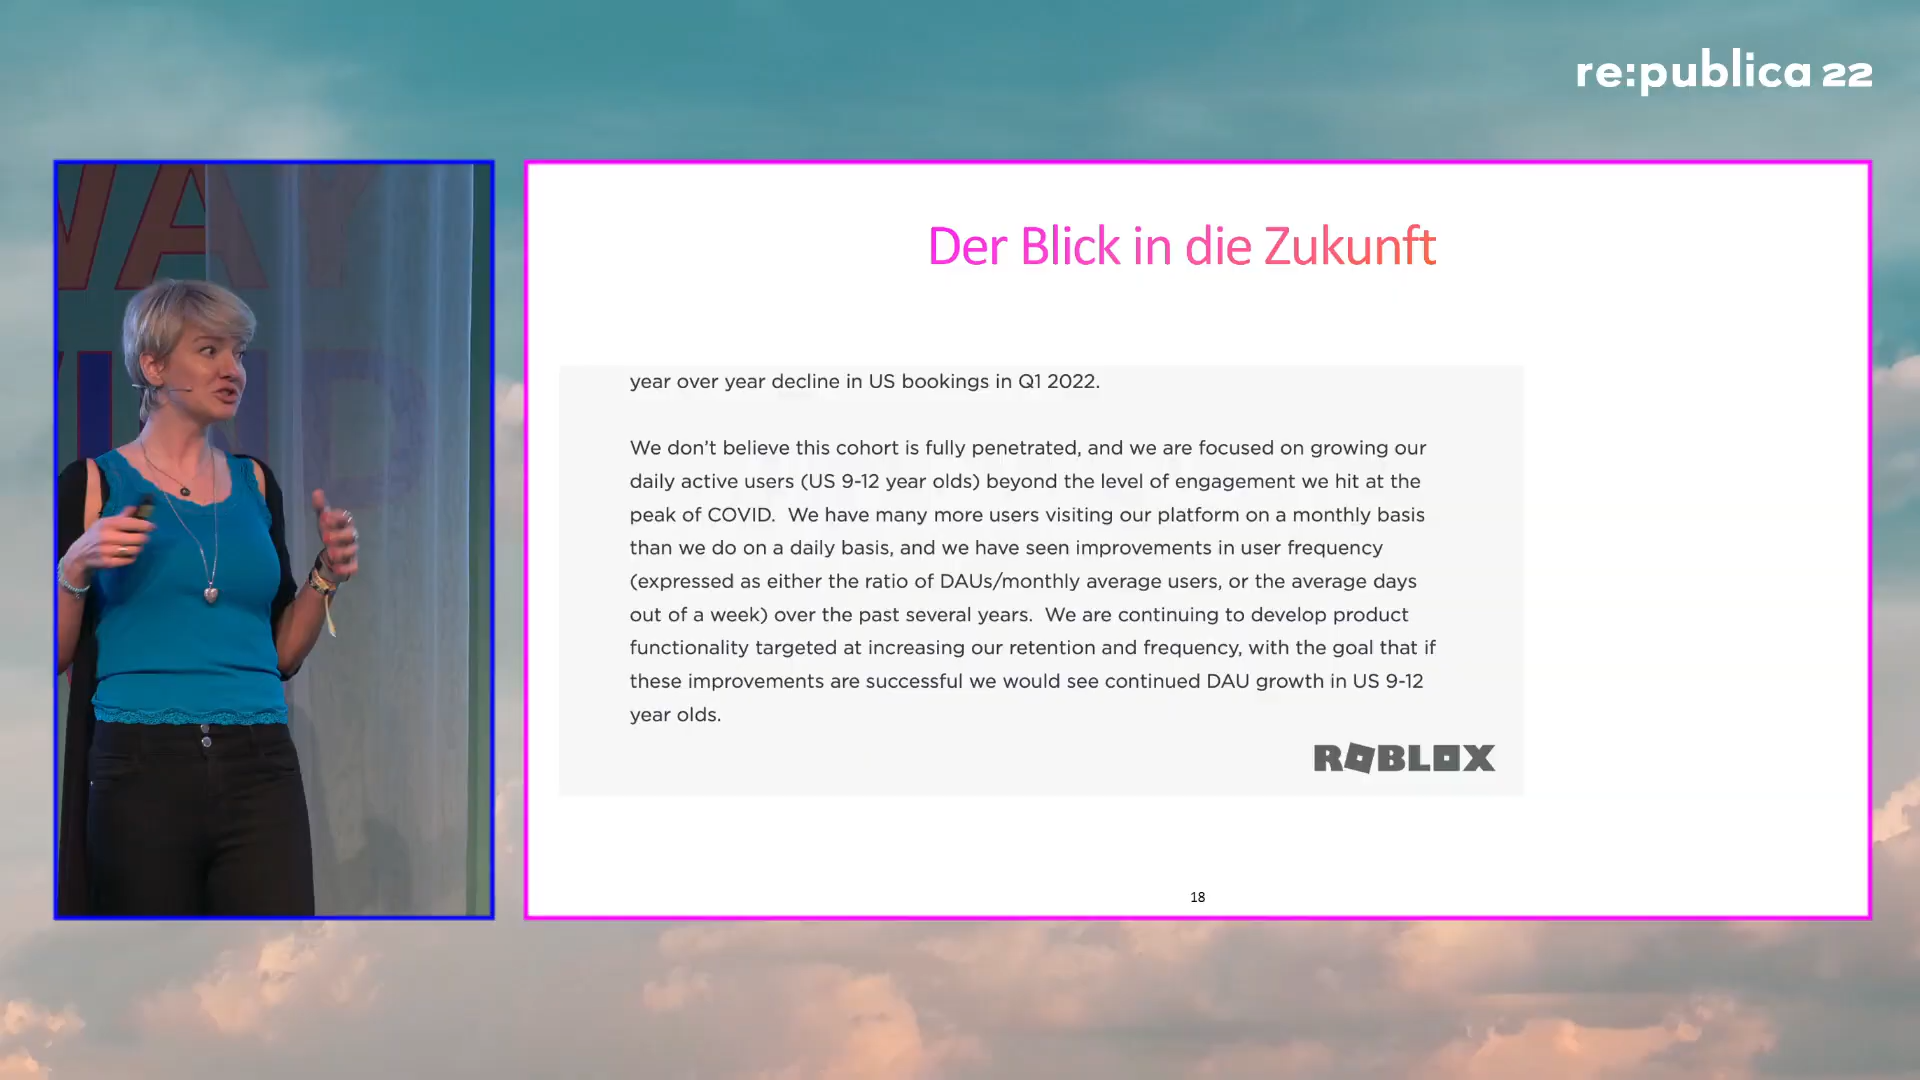 re:publica 22
WAY
Der Blick in die Zukunft
year over year decline in US bookings in Q1 2022.
We don’t believe this cohort is fully penetrated, and we are focused on growing our
daily active users (US 9-12 year olds) beyond the level of engagement we hit at the
peak of COVID.  We have many more users visiting our platform on a monthly basis
than we do on a daily basis, and we have seen improvements in user frequency
(expressed as either the ratio of DAUs/monthly average users, or the average days
out of a week) over the past several years.  We are continuing to develop product
functionality targeted at increasing our retention and frequency, with the goal that if
these improvements are successful we would see continued DAU growth in US 9-12
year olds.
ROBLOX
18